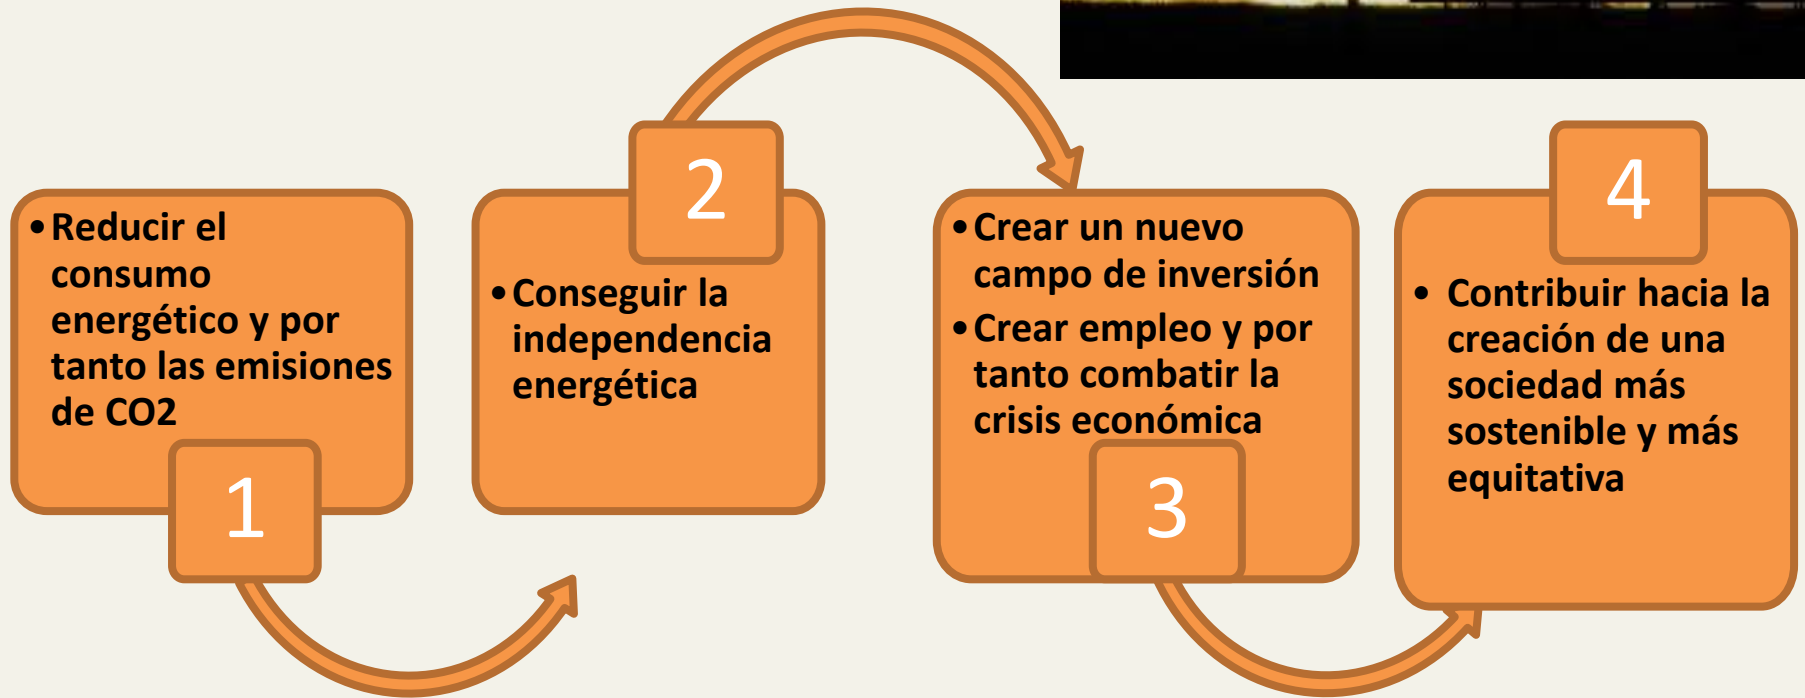 • Reducir el
consumo
energético y por
tanto las emisiones
de CO2
1
2
• Conseguir la
independencia
energética
• Crear un nuevo
campo de inversión
• Crear empleo y por
tanto combatir la
crisis económica
3
4
• Contribuir hacia la
creación de una
sociedad más
sostenible y más
equitativa